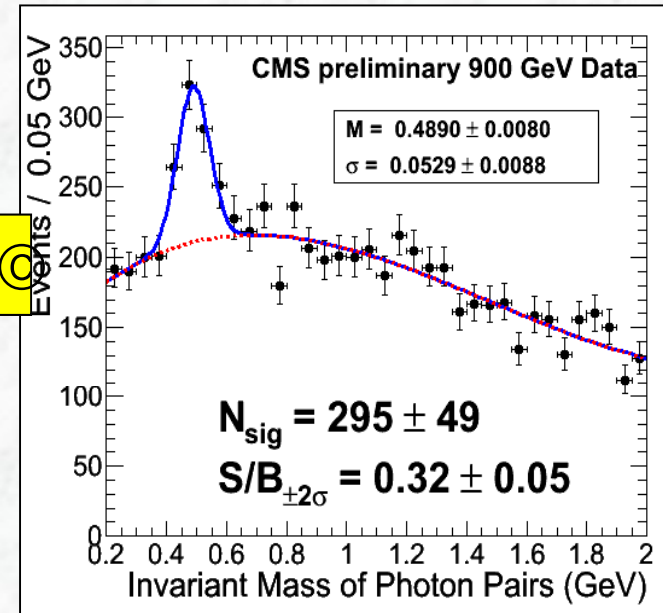 CMS preliminary 900 GeV Data
M = 0.4890 ± 0.0080
σ = 0.0529 ± 0.0088
Events / 0.05 GeV
350
300
250
200
150
100
50
0
N_sig = 295 ± 49
S/B_±2σ = 0.32 ± 0.05
0.2 0.4 0.6 0.8 1 1.2 1.4 1.6 1.8 2
Invariant Mass of Photon Pairs (GeV)